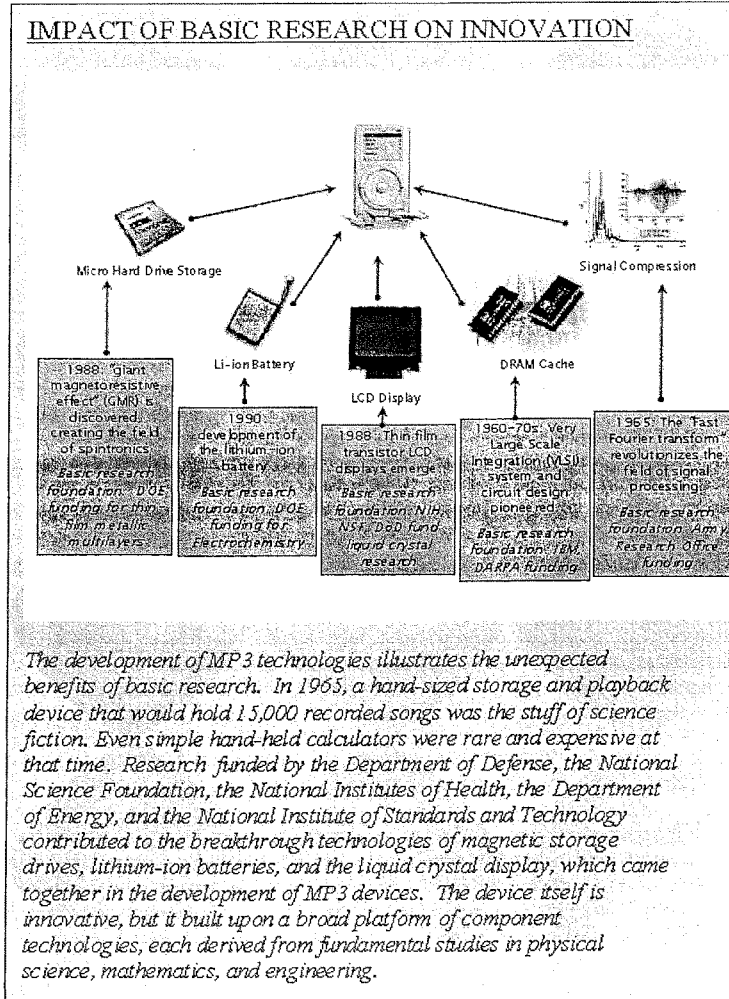 IMPACT OF BASIC RESEARCH ON INNOVATION
Micro Hard Drive Storage
Signal Compression
Li-ion Battery
LCD Display
DRAM Cache
1988: "giant
magnetoresistive
effect" (GMR) is
discovered,
creating the field
of spintronics
Basic research
foundation: DOE
funding for thin
film metallic
multilayers
1990:
development of
the lithium-ion
battery
Basic research
foundation: DOE
funding for
Electrochemistry
1988: Thin film
transistor LCD
displays emerge
Basic research
foundation: NIH,
NSF, DoD fund
liquid crystal
research
1960-70s: Very
Large Scale
Integration (VLSI)
system and
circuit design
pioneered
Basic research
foundation: IBM,
DARPA funding
1965: The "Fast
Fourier transform"
revolutionizes the
field of signal
processing
Basic research
foundation: Army
Research Office
funding
The development of MP3 technologies illustrates the unexpected
benefits of basic research. In 1965, a hand-sized storage and playback
device that would hold 15,000 recorded songs was the stuff of science
fiction. Even simple hand-held calculators were rare and expensive at
that time. Research funded by the Department of Defense, the National
Science Foundation, the National Institutes of Health, the Department
of Energy, and the National Institute of Standards and Technology
contributed to the breakthrough technologies of magnetic storage
drives, lithium-ion batteries, and the liquid crystal display, which came
together in the development of MP3 devices. The device itself is
innovative, but it built upon a broad platform of component
technologies, each derived from fundamental studies in physical
science, mathematics, and engineering.